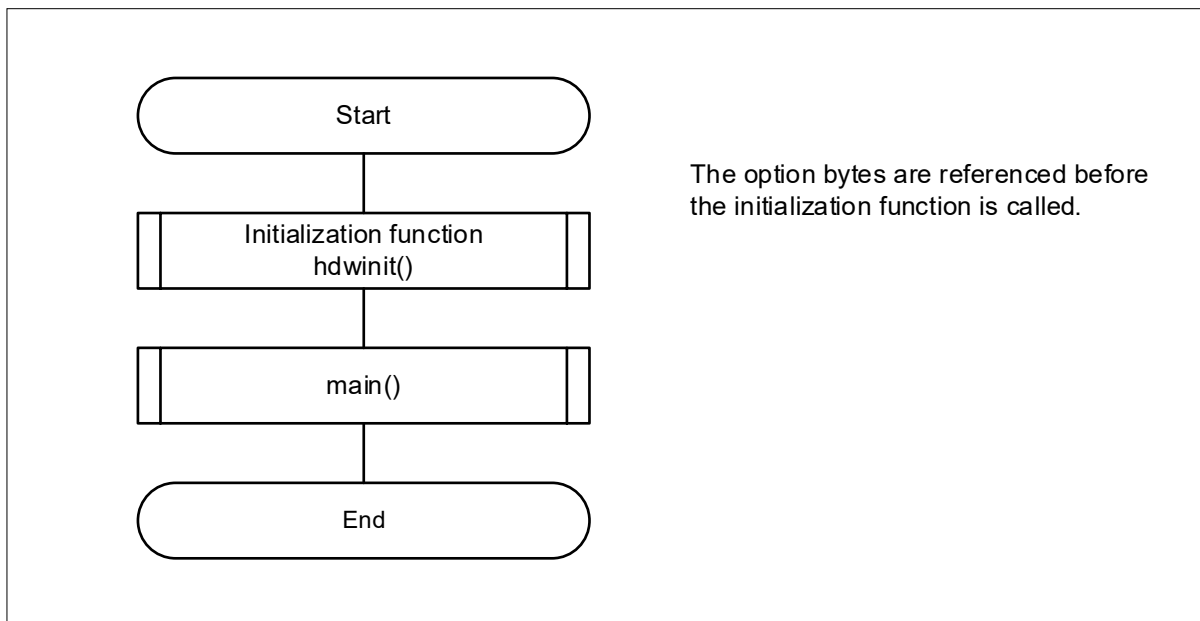 Start
The option bytes are referenced before
the initialization function is called.
Initialization function
hdwinit()
main()
End